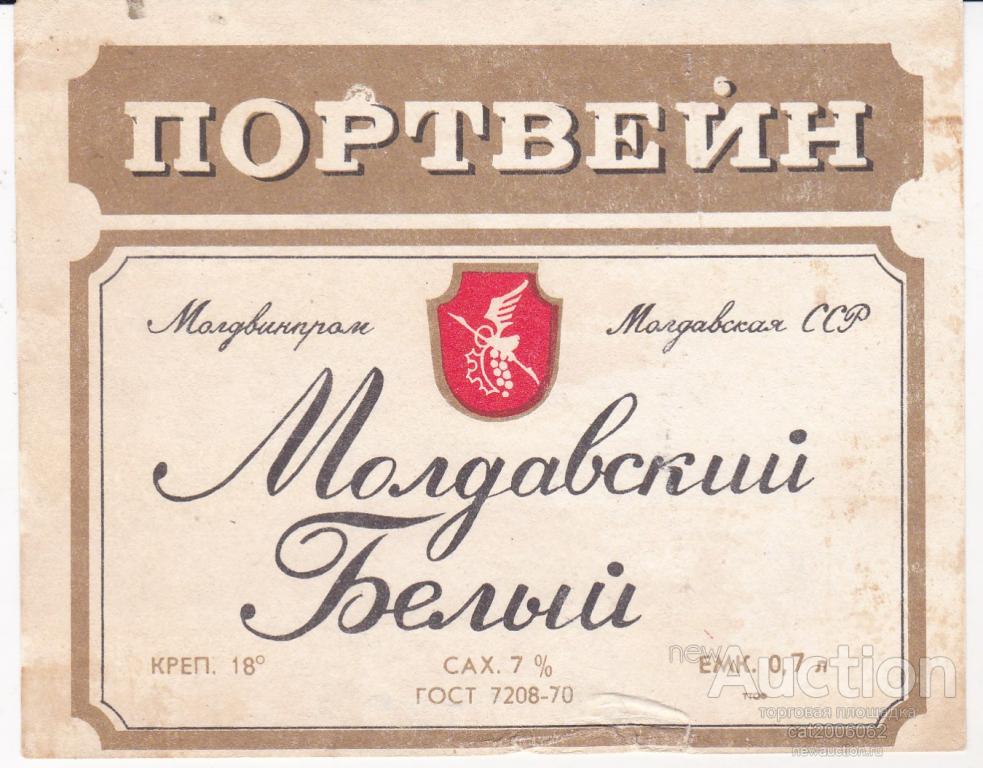 ПОРТВЕЙН
Молдвинпром
Молдавская ССР
Молдавский
Белый
КРЕП. 18° САХ. 7 % ЕМК. 0,7 л
ГОСТ 7208-70
newAuction
торговая площадка
cat2006062
newauction.ru